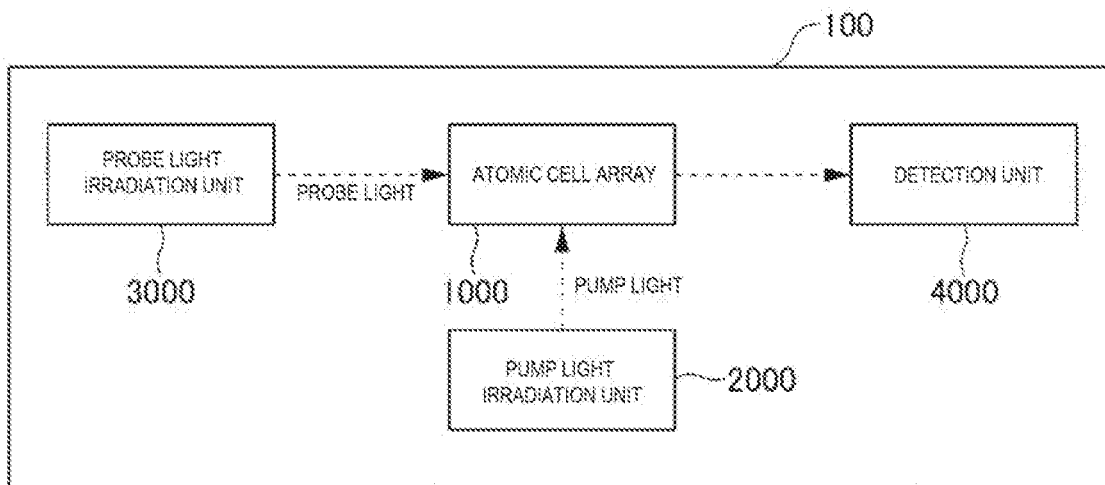 100
PROBE LIGHT
IRRADIATION UNIT
PROBE LIGHT
ATOMIC CELL ARRAY
DETECTION UNIT
3000
1000
4000
PUMP LIGHT
PUMP LIGHT
IRRADIATION UNIT
2000